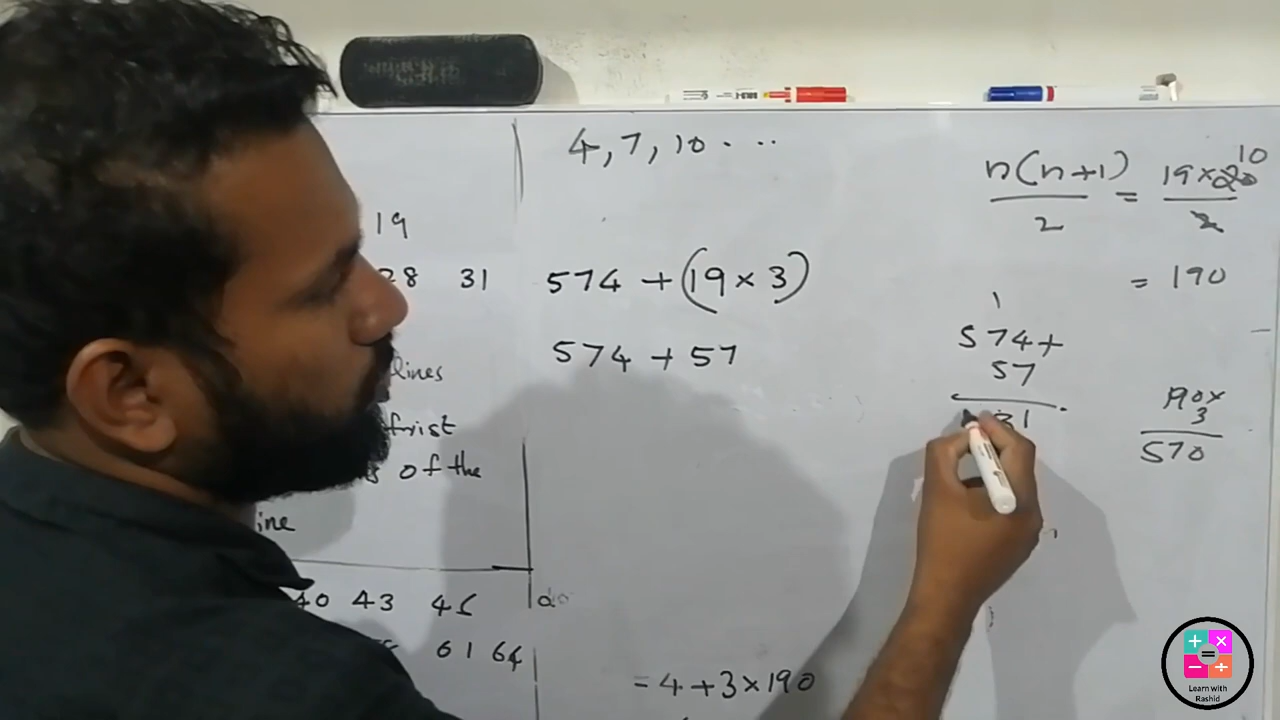 19
28 31
lines
frist
of the
ine
40 43 46
61 64
4, 7, 10 . ..
574 + (19 × 3)
574 + 57
= 4 + 3 × 190
n(n+1)/2 = 19×20/2 10
= 190
1
574+
57
31
190×
3
570
Learn with
Rashid